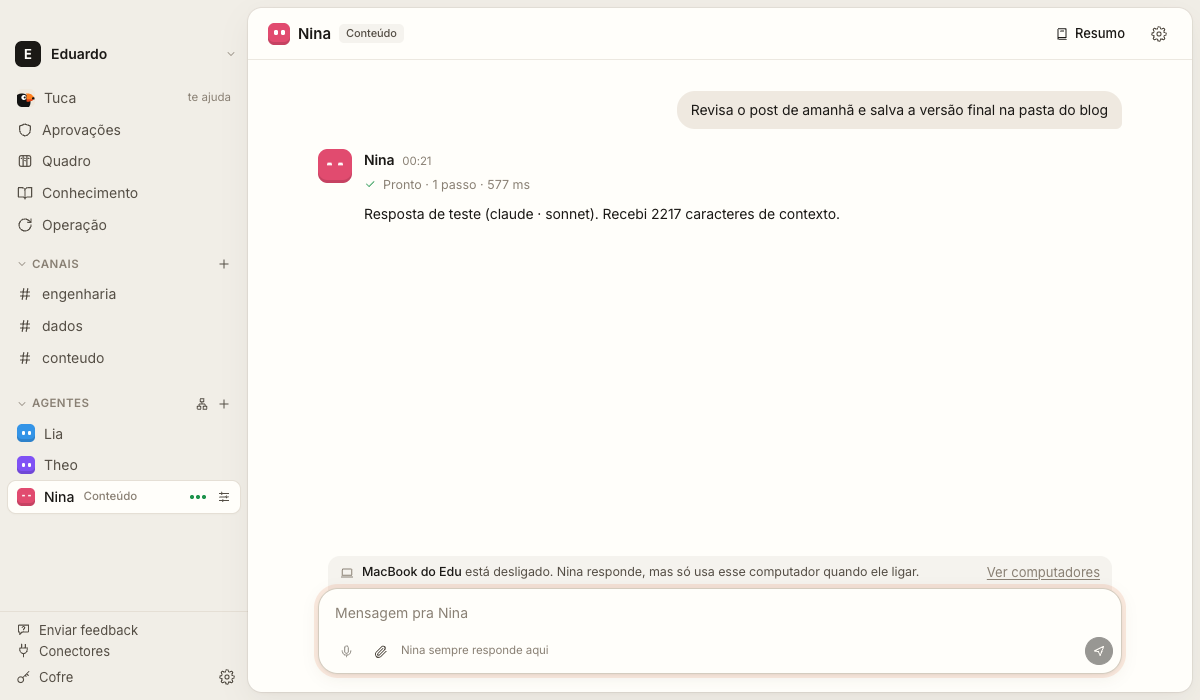 E Eduardo
Tuca te ajuda
Aprovações
Quadro
Conhecimento
Operação
CANAIS
# engenharia
# dados
# conteudo
AGENTES
Lia
Theo
Nina Conteúdo
Enviar feedback
Conectores
Cofre
Nina Conteúdo
Resumo
Revisa o post de amanhã e salva a versão final na pasta do blog
Nina 00:21
Pronto · 1 passo · 577 ms
Resposta de teste (claude · sonnet). Recebi 2217 caracteres de contexto.
MacBook do Edu está desligado. Nina responde, mas só usa esse computador quando ele ligar. Ver computadores
Mensagem pra Nina
Nina sempre responde aqui